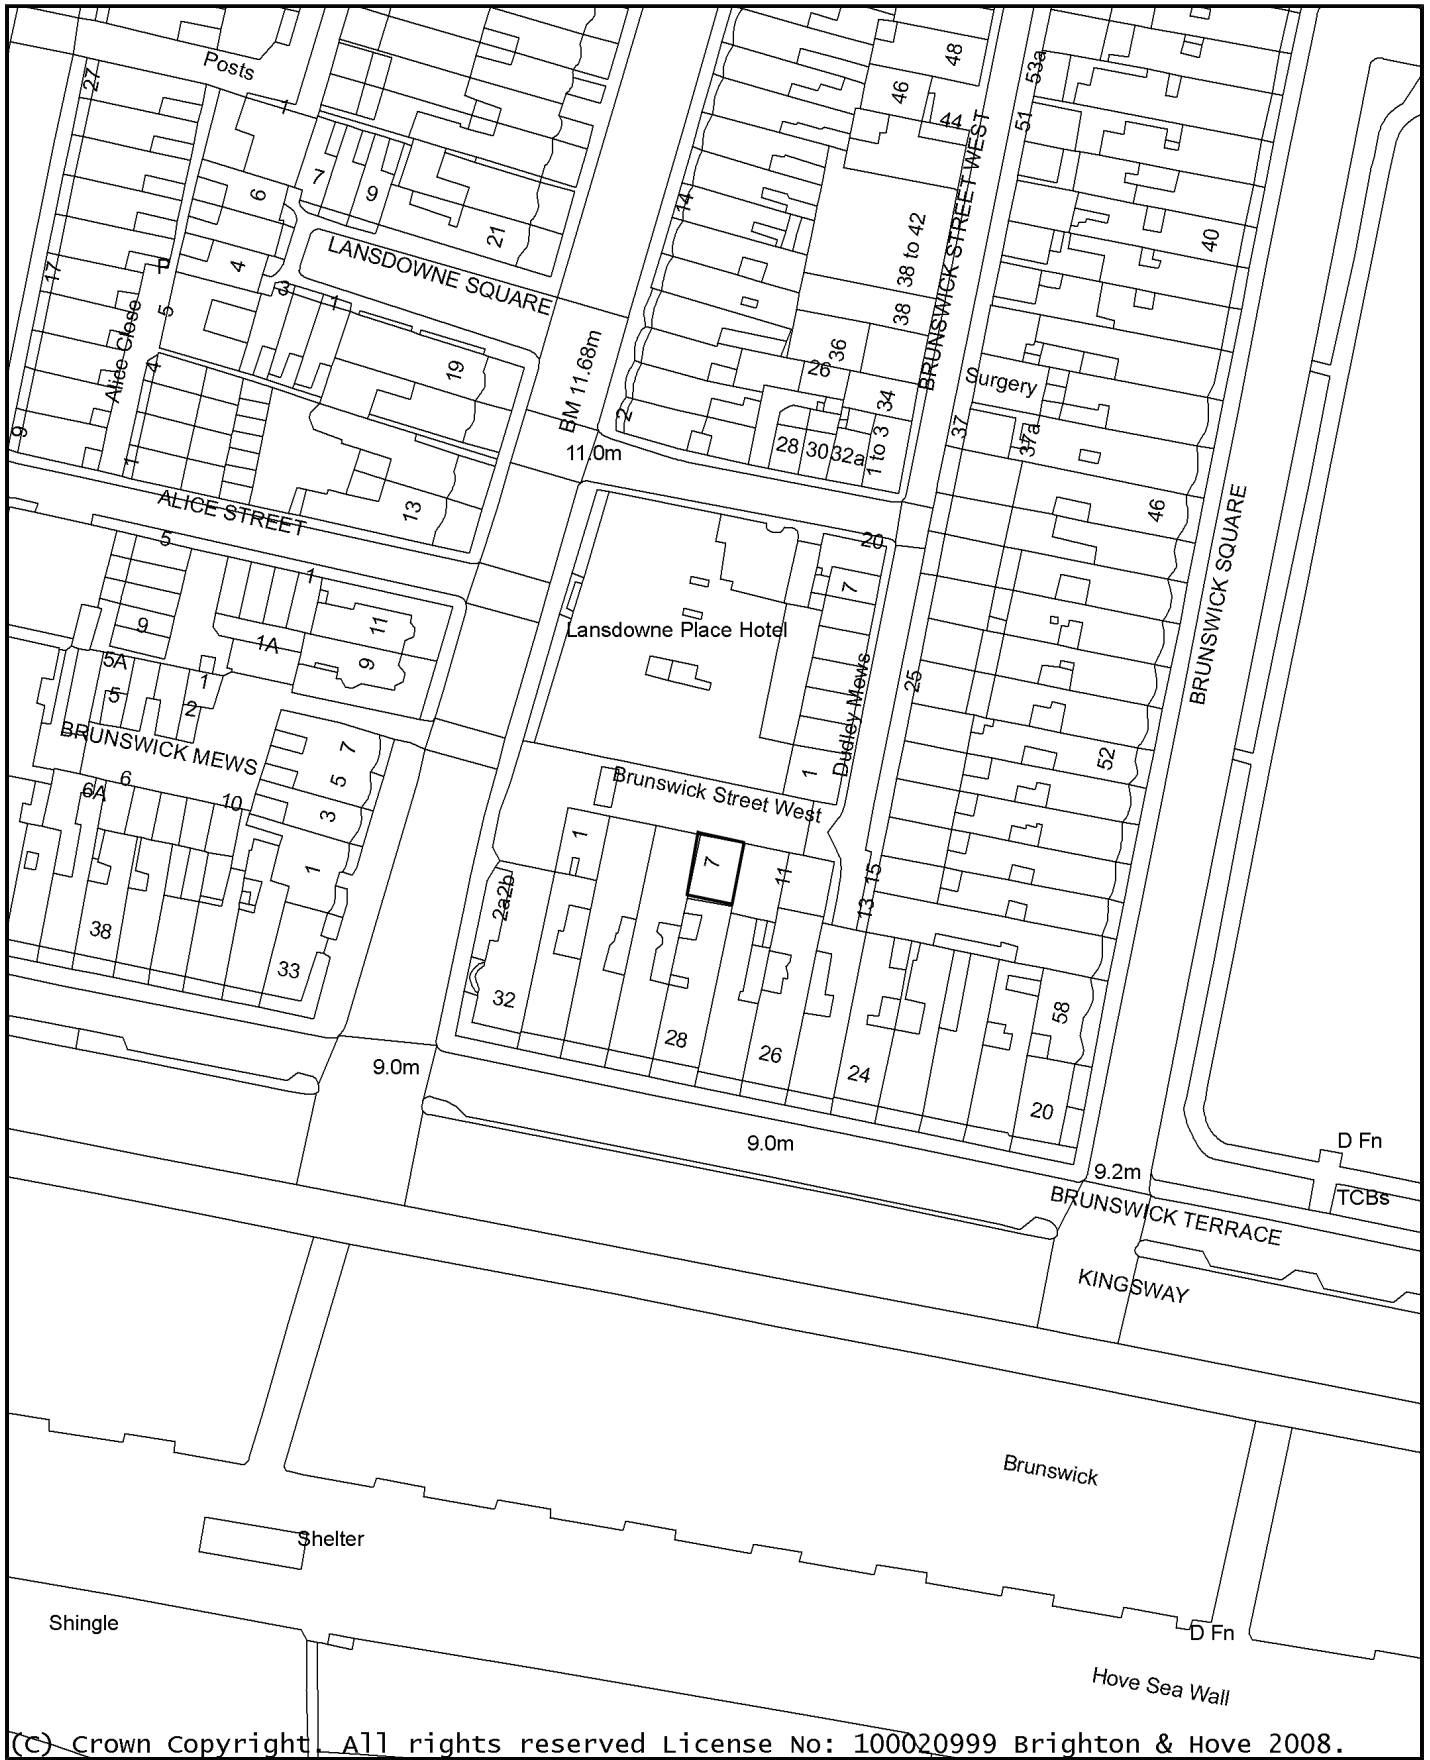 48
53a
Posts
27
1
46
44
51
7
9
6
14
21
40
38 to 42
BRUNSWICK STREET WEST
LANSDOWNE SQUARE
4
P
17
3
1
5
38
Alice Close
BM 11.68m
36
26
19
4
Surgery
34
2
37
37a
9
28
30
32a
1 to 3
11.0m
1
46
13
ALICE STREET
BRUNSWICK SQUARE
5
20
1
7
9
11
Lansdowne Place Hotel
1A
9
5A
1
5
2
25
Dudley Mews
BRUNSWICK MEWS
7
52
5
1
Brunswick Street West
6
6A
10
3
1
7
1
11
15
2a2b
13
38
33
32
58
28
26
24
9.0m
20
9.0m
D Fn
9.2m
TCBs
BRUNSWICK TERRACE
KINGSWAY
Brunswick
Shelter
Shingle
D Fn
Hove Sea Wall
(c) Crown Copyright. All rights reserved License No: 100020999 Brighton & Hove 2008.